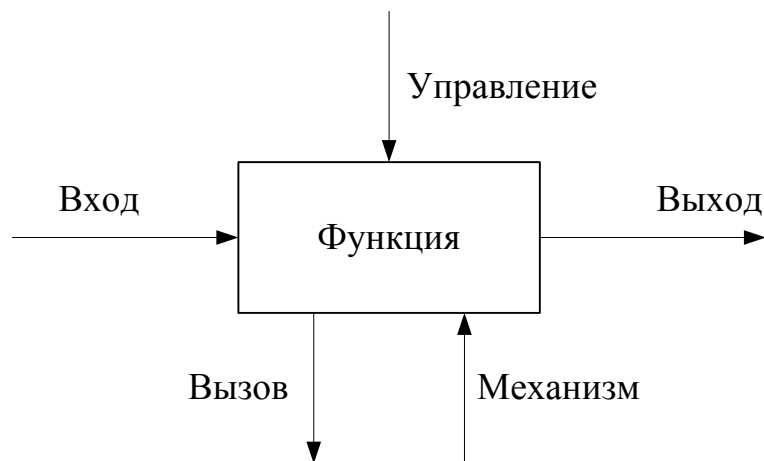 Управление
Вход
Выход
Функция
Вызов
Механизм